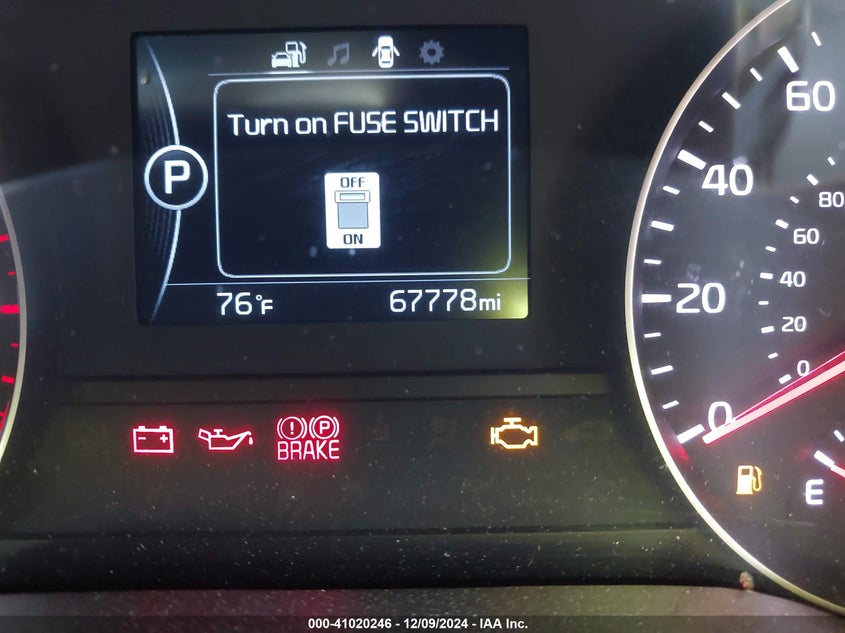 Turn on FUSE SWITCH
P
OFF
ON
76°F
67778mi
60
40
20
0
80
60
40
20
0
(!) (P)
BRAKE
E
000-41020246 - 12/09/2024 - IAA Inc.